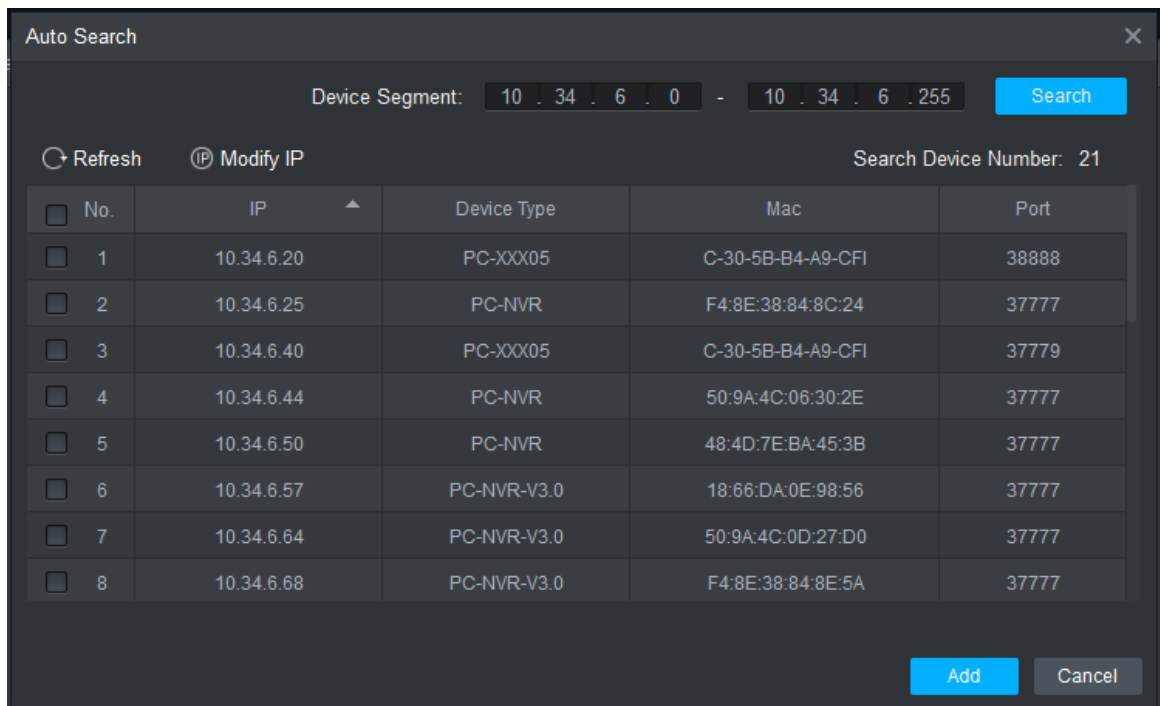 Auto Search
Device Segment: 10 . 34 . 6 . 0 - 10 . 34 . 6 . 255 Search
Refresh IP Modify IP Search Device Number: 21
No. IP Device Type Mac Port
1 10.34.6.20 PC-XXX05 C-30-5B-B4-A9-CFI 38888
2 10.34.6.25 PC-NVR F4:8E:38:84:8C:24 37777
3 10.34.6.40 PC-XXX05 C-30-5B-B4-A9-CFI 37779
4 10.34.6.44 PC-NVR 50:9A:4C:06:30:2E 37777
5 10.34.6.50 PC-NVR 48:4D:7E:BA:45:3B 37777
6 10.34.6.57 PC-NVR-V3.0 18:66:DA:0E:98:56 37777
7 10.34.6.64 PC-NVR-V3.0 50:9A:4C:0D:27:D0 37777
8 10.34.6.68 PC-NVR-V3.0 F4:8E:38:84:8E:5A 37777
Add Cancel